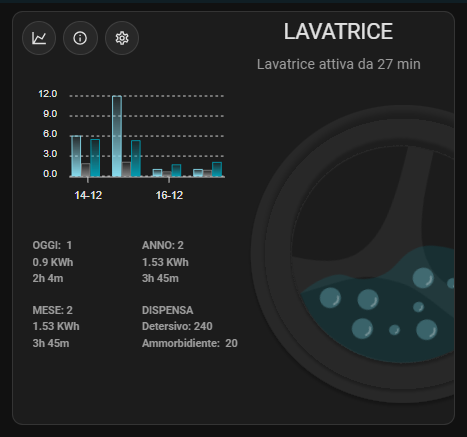 LAVATRICE
Lavatrice attiva da 27 min
12.0
9.0
6.0
3.0
0.0
14-12
16-12
OGGI: 1
0.9 KWh
2h 4m
ANNO: 2
1.53 KWh
3h 45m
MESE: 2
1.53 KWh
3h 45m
DISPENSA
Detersivo: 240
Ammorbidiente: 20